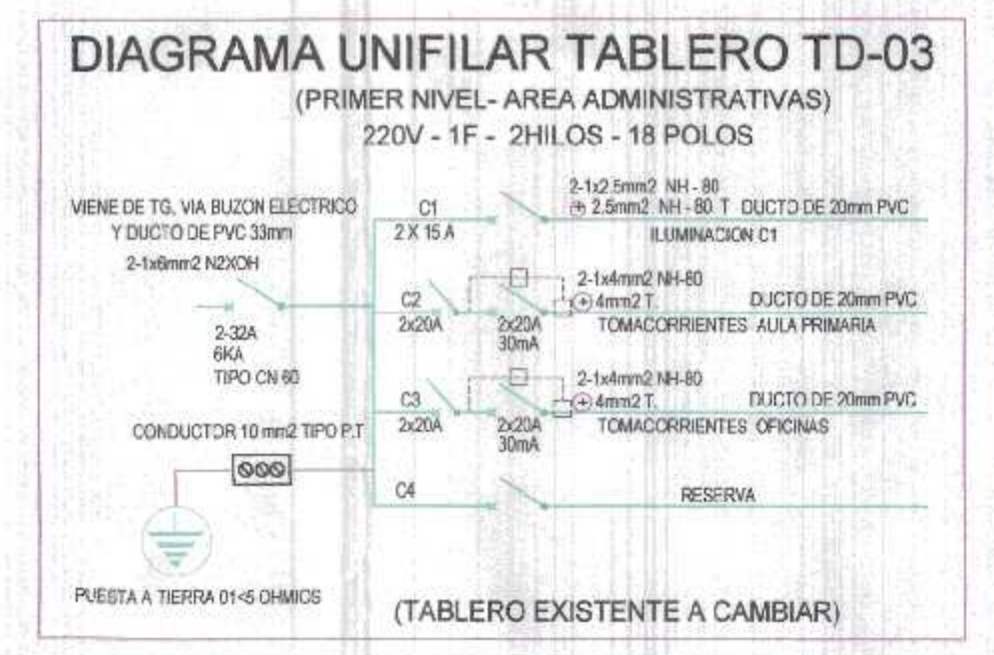 DIAGRAMA UNIFILAR TABLERO TD-03
(PRIMER NIVEL- AREA ADMINISTRATIVAS)
220V - 1F - 2HILOS - 18 POLOS
VIENE DE TG, VIA BUZON ELECTRICO
Y DUCTO DE PVC 33mm
2-1x6mm2 N2XOH
2-32A
6KA
TIPO CN 60
C1
2 X 15 A
2-1x2.5mm2 NH - 80
2.5mm2 NH - 80 T DUCTO DE 20mm PVC
ILUMINACION C1
C2
2x20A
2x20A
30mA
2-1x4mm2 NH-80
4mm2 T. DUCTO DE 20mm PVC
TOMACORRIENTES AULA PRIMARIA
C3
2x20A
2x20A
30mA
2-1x4mm2 NH-80
4mm2 T. DUCTO DE 20mm PVC
TOMACORRIENTES OFICINAS
CONDUCTOR 10 mm2 TIPO P.T
C4
RESERVA
PUESTA A TIERRA 01<5 OHMICS
(TABLERO EXISTENTE A CAMBIAR)